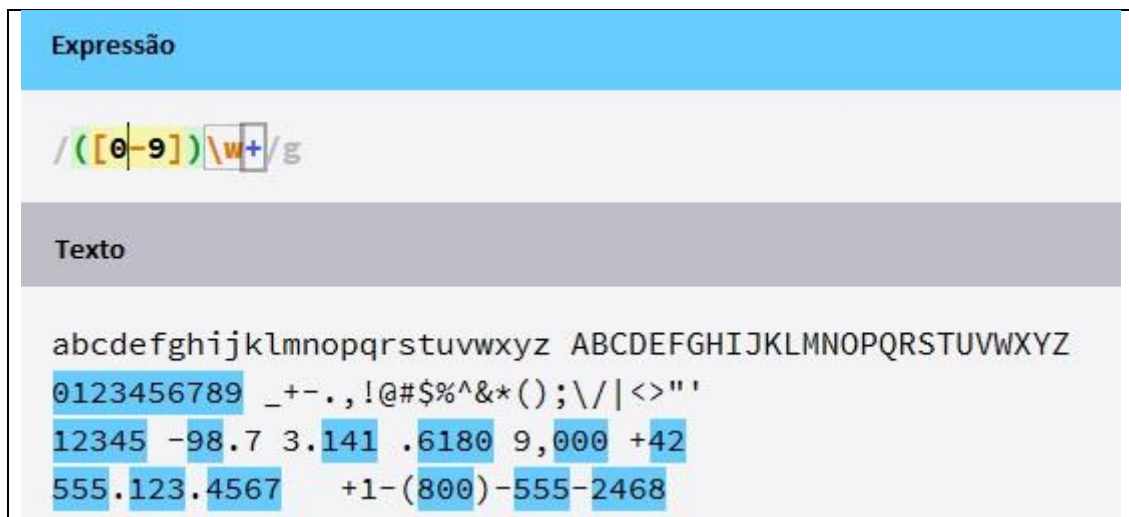 Expressão
/([0-9])\w+/g
Texto
abcdefghijklmnopqrstuvwxyz ABCDEFGHIJKLMNOPQRSTUVWXYZ
0123456789 _+-.,!@#$%^&*();\/|<>"'
12345 -98.7 3.141 .6180 9,000 +42
555.123.4567   +1-(800)-555-2468